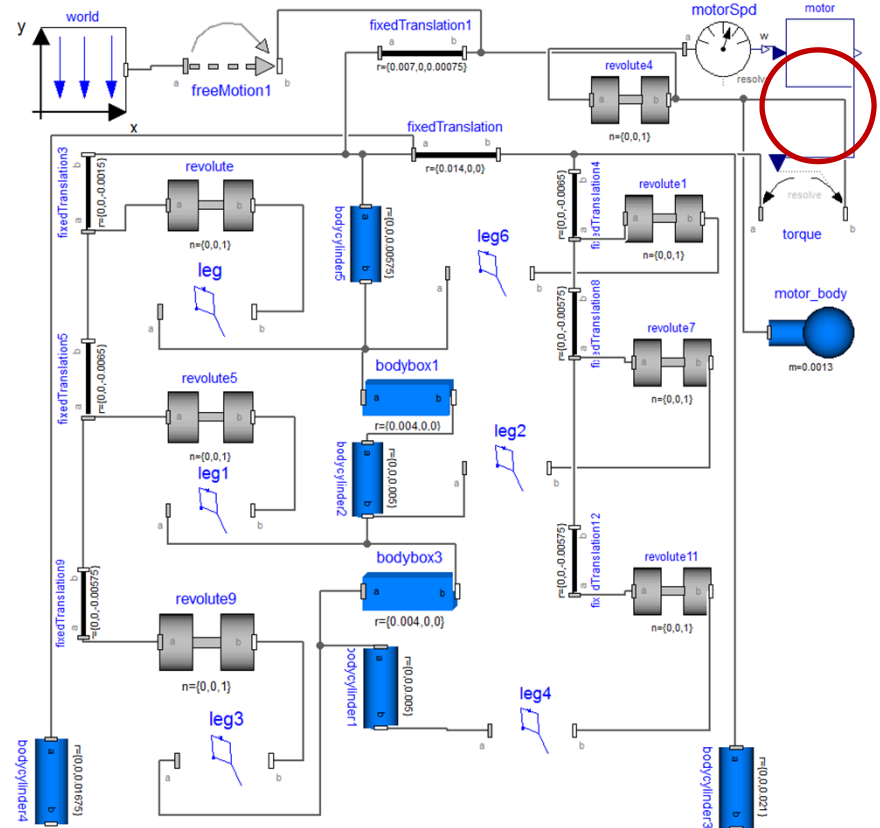 world
y
x
a
b
freeMotion1
fixedTranslation1
a
b
r={0.007,0,0.00075}
motorSpd
a
w
resolv
motor
revolute4
a
b
n={0,0,1}
fixedTranslation
a
b
r={0.014,0,0}
resolve
a
b
torque
fixedTranslation3
b
a
r={0,0,-0.0015}
revolute
a
b
n={0,0,1}
bodycylinder5
a
b
r={0,0,0.00575}
r={0,0,-0.0065}
a
b
fixedTranslation4
revolute1
a
b
n={0,0,1}
leg
a
b
leg6
a
b
r={0,0,-0.00575}
a
b
fixedTranslation8
motor_body
m=0.0013
fixedTranslation5
b
a
r={0,0,-0.0065}
revolute5
a
b
n={0,0,1}
bodybox1
a
b
r={0.004,0,0}
revolute7
a
b
n={0,0,1}
leg1
a
b
bodycylinder2
a
b
r={0,0,0.005}
leg2
a
b
fixedTranslation9
b
a
r={0,0,-0.00575}
revolute9
a
b
n={0,0,1}
bodybox3
a
b
r={0.004,0,0}
r={0,0,-0.00575}
a
b
fixedTranslation12
revolute11
a
b
n={0,0,1}
leg3
a
b
bodycylinder1
a
b
r={0,0,0.005}
leg4
a
b
bodycylinder4
a
b
r={0,0,0.01675}
bodycylinder3
a
b
r={0,0,0.021}